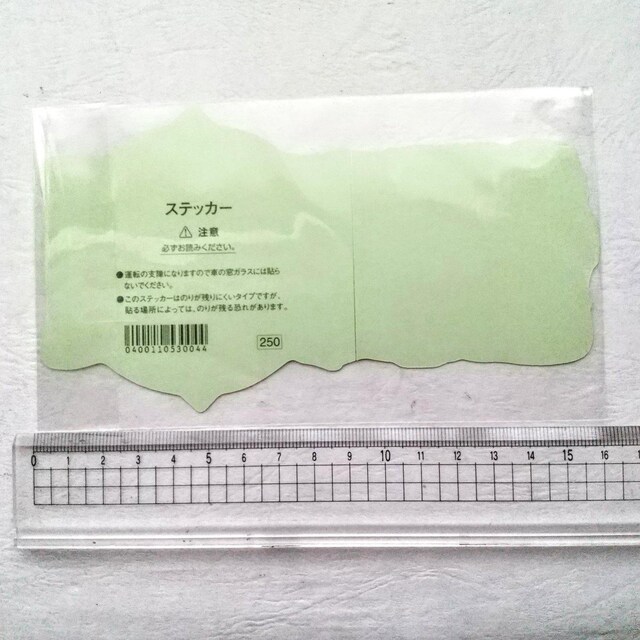 ステッカー
⚠ 注意
必ずお読みください。
●運転の支障になりますので車の窓ガラスには貼ら
ないでください。
●このステッカーはのりが残りにくいタイプですが、
貼る場所によっては、のりが残る恐れがあります。
0400110530044
250
0 1 2 3 4 5 6 7 8 9 10 11 12 13 14 15 16